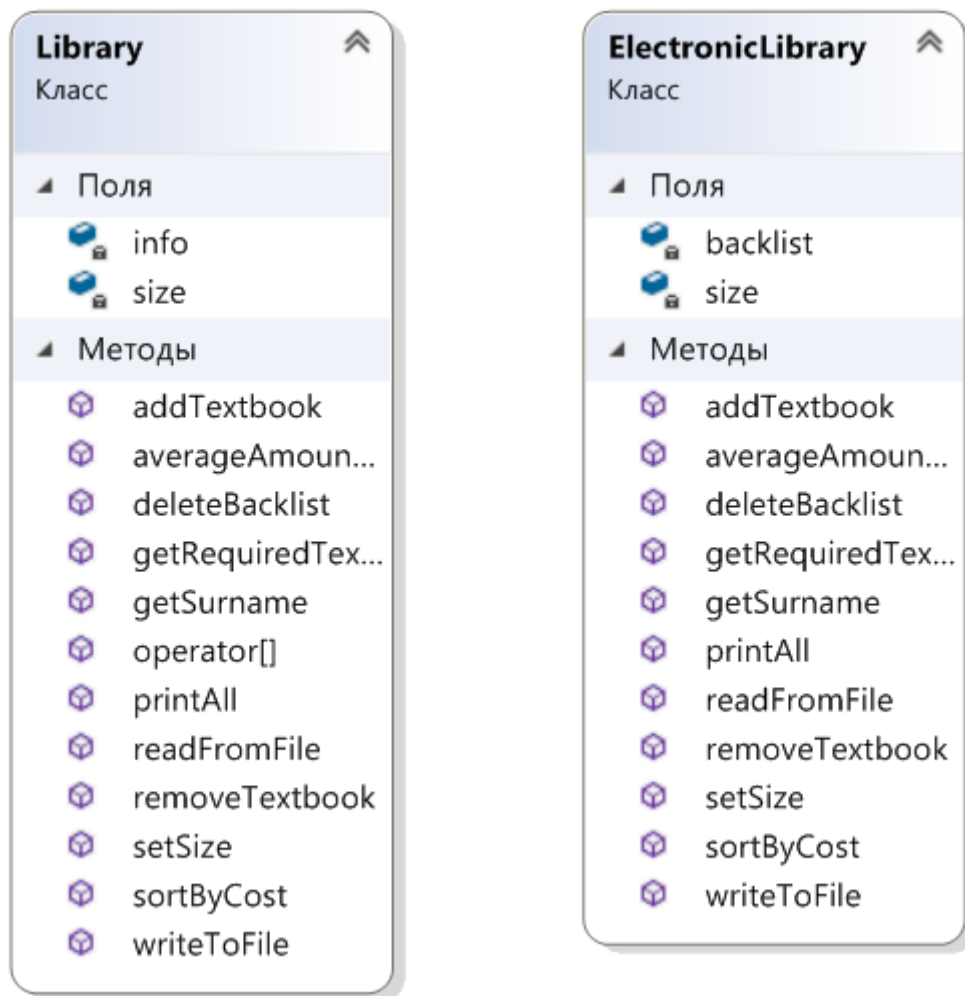 Library
Класс
Поля
info
size
Методы
addTextbook
averageAmoun...
deleteBacklist
getRequiredTex...
getSurname
operator[]
printAll
readFromFile
removeTextbook
setSize
sortByCost
writeToFile
ElectronicLibrary
Класс
Поля
backlist
size
Методы
addTextbook
averageAmoun...
deleteBacklist
getRequiredTex...
getSurname
printAll
readFromFile
removeTextbook
setSize
sortByCost
writeToFile